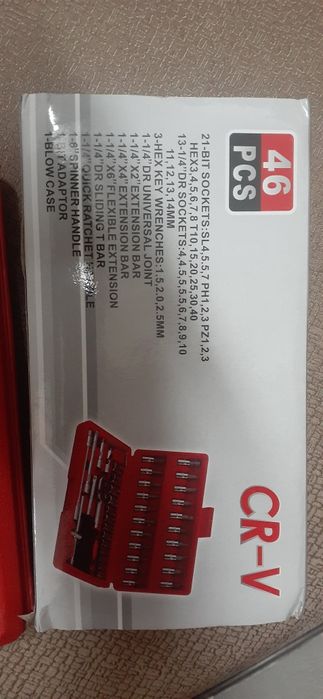 46
PCS
CR-V
21-BIT SOCKETS:SL4,5.5,7 PH1,2,3 PZ1,2,3
HEX3,4,5,6,7,8 T10,15,20,25,30,40
13-1/4"DR SOCKETS:4,4.5,5,5.5,6,7,8,9,10
11,12,13,14MM
3-HEX KEY WRENCHES:1.5,2.0,2.5MM
1-1/4"DR UNIVERSAL JOINT
1-1/4"X2"EXTENSION BAR
1-1/4"X4"EXTENSION BAR
1-1/4"X6"FLEXIBLE EXTENSION
1-1/4"DR SLIDING T BAR
1-1/4"QUICK RATCHET HANDLE
1-6"SPINNER HANDLE
1-BIT ADAPTOR
1-BLOW CASE